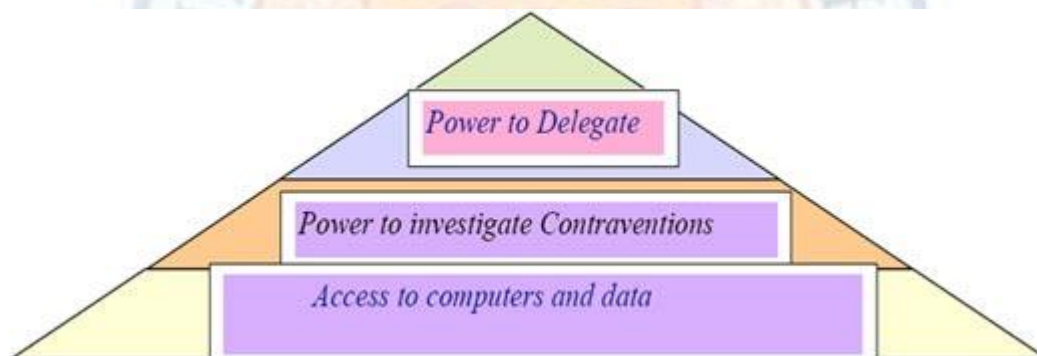 Power to Delegate
Power to investigate Contraventions
Access to computers and data